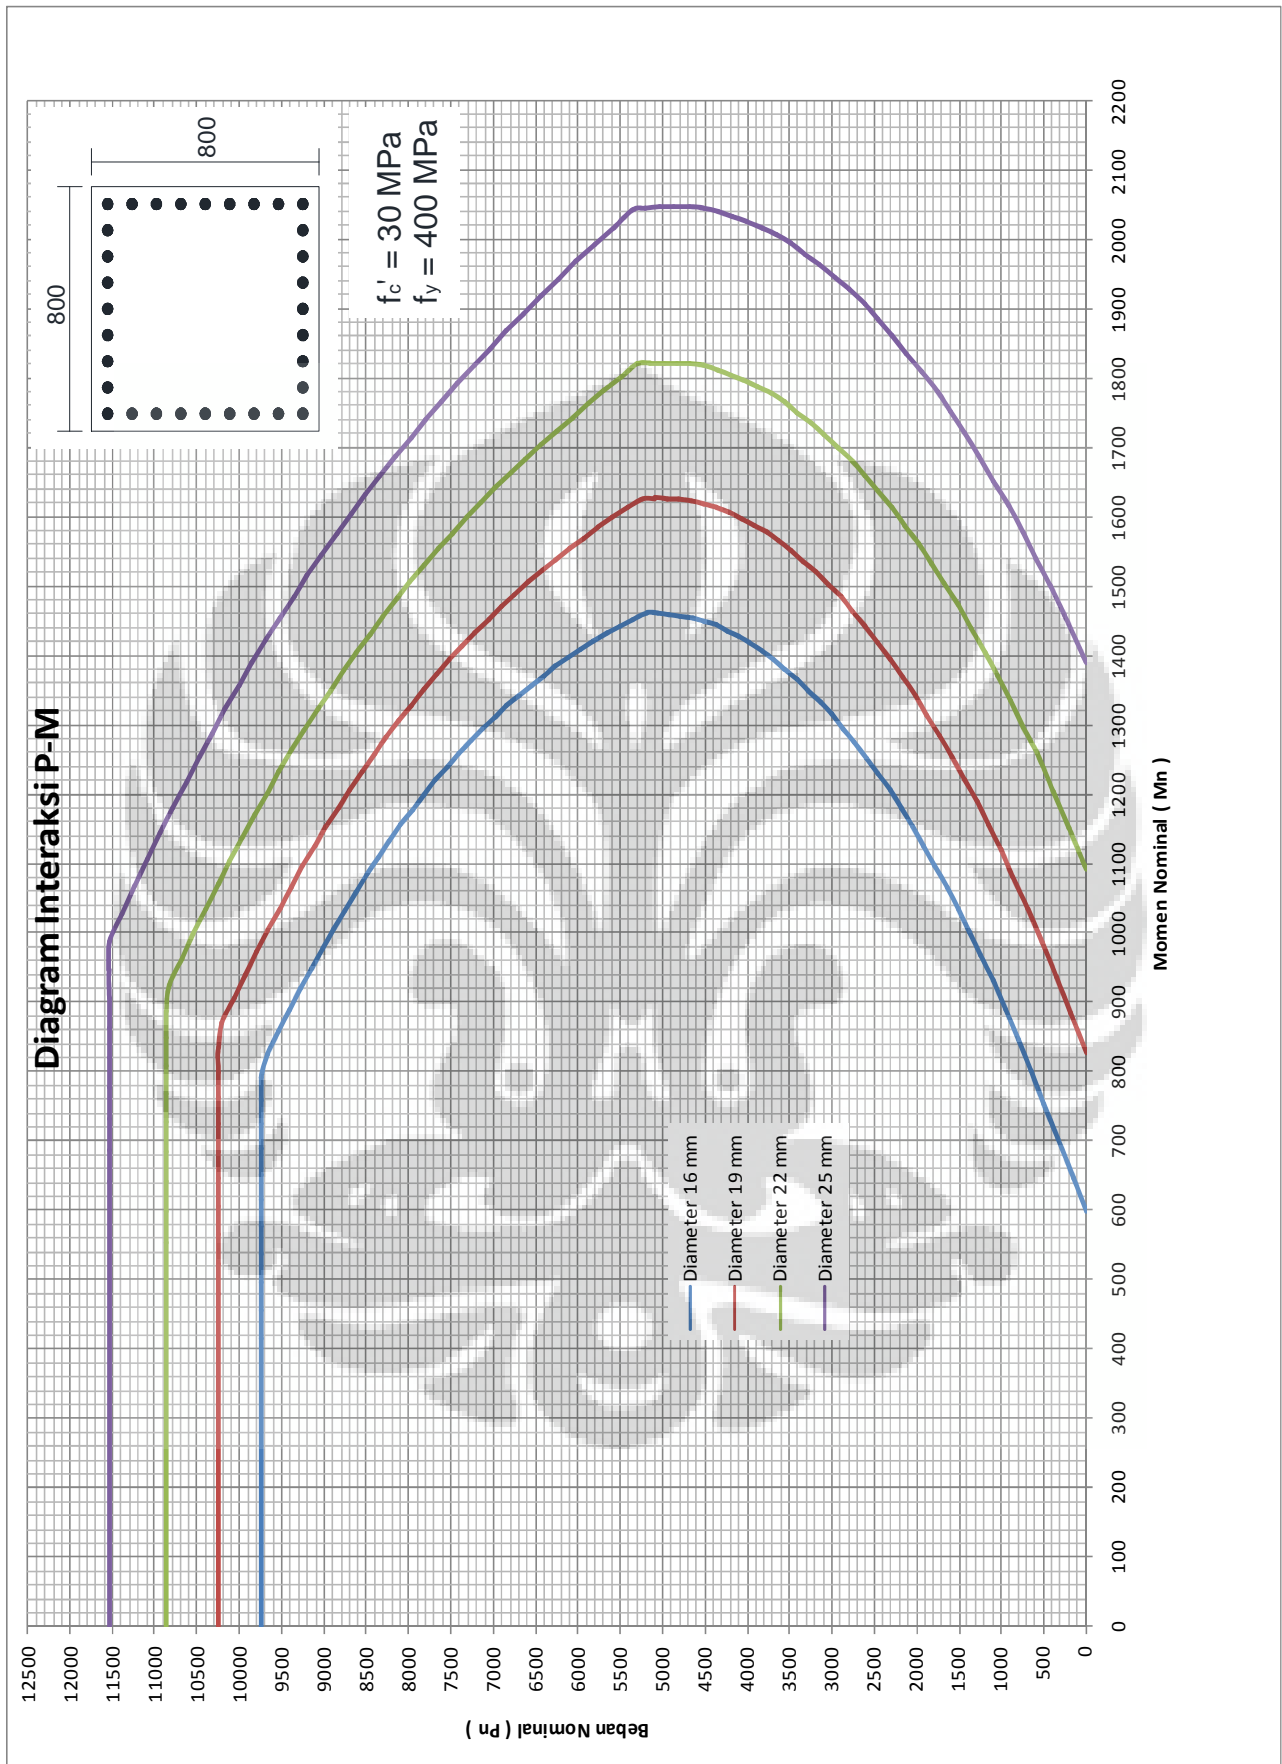 Diagram Interaksi P-M
800
800
fc' = 30 MPa
fy = 400 MPa
12500
12000
11500
11000
10500
10000
9500
9000
8500
8000
7500
7000
6500
6000
5500
5000
4500
4000
3500
3000
2500
2000
1500
1000
500
0
Beban Nominal ( Pn )
Diameter 16 mm
Diameter 19 mm
Diameter 22 mm
Diameter 25 mm
0 100 200 300 400 500 600 700 800 900 1000 1100 1200 1300 1400 1500 1600 1700 1800 1900 2000 2100 2200
Momen Nominal ( Mn )